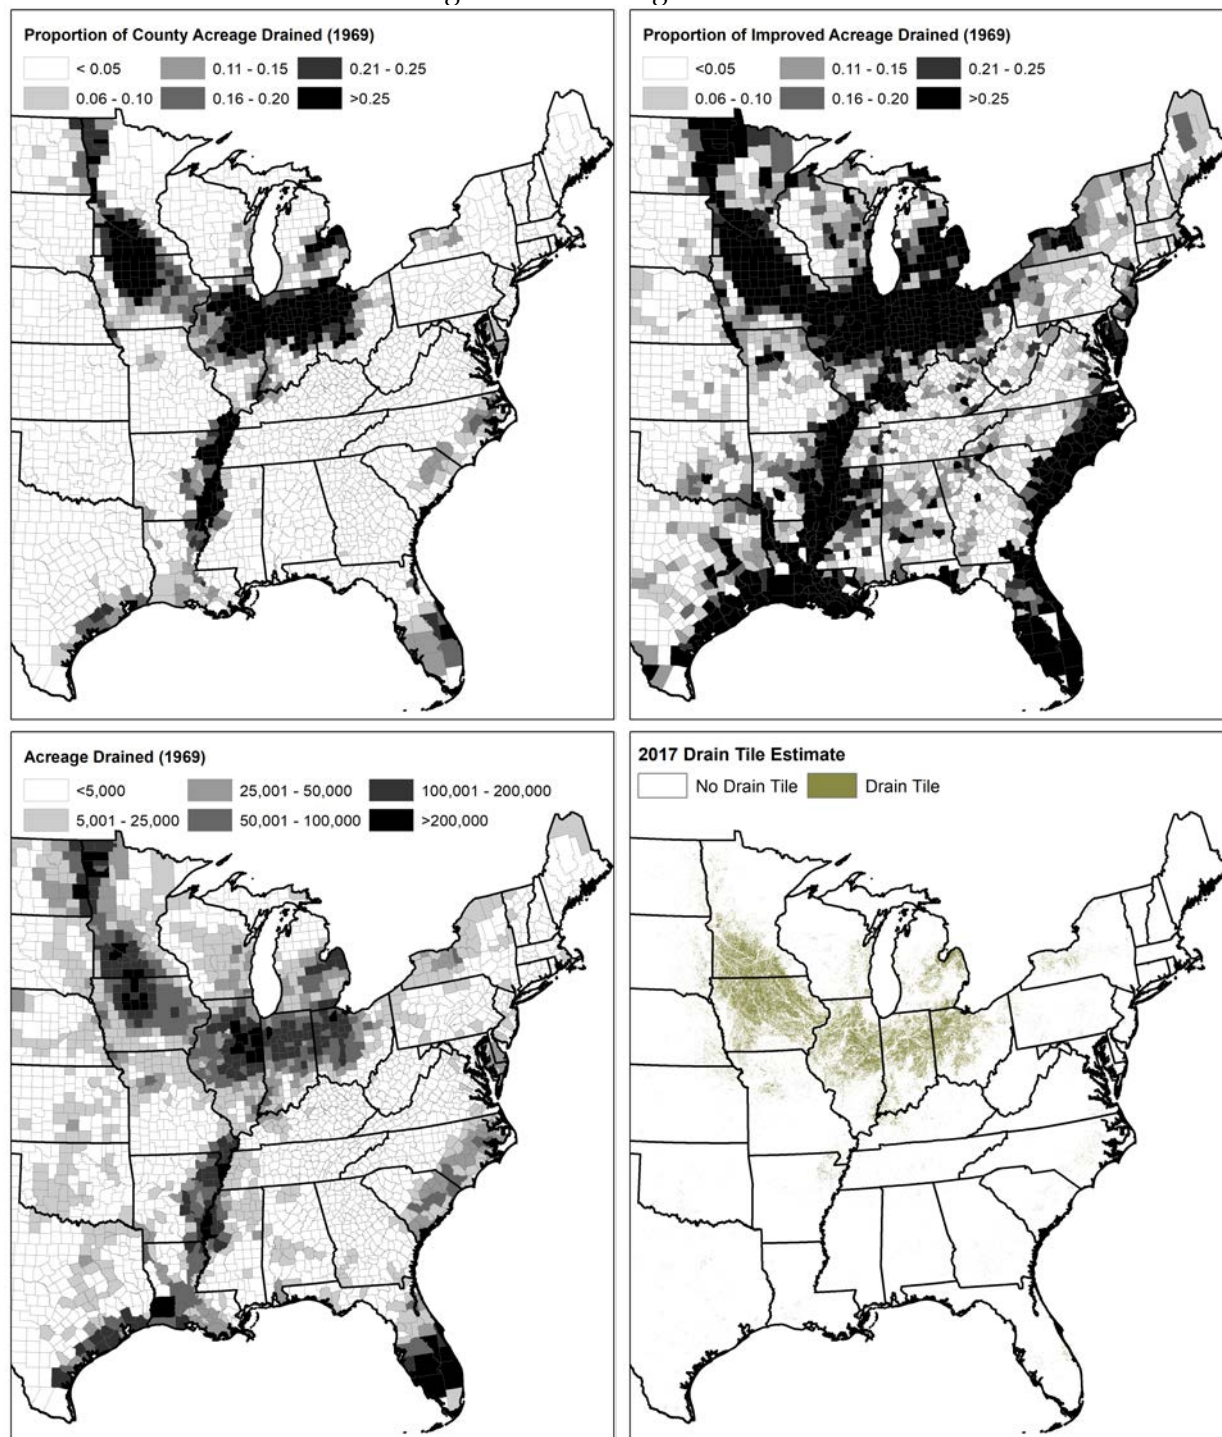 Proportion of County Acreage Drained (1969)
< 0.05 0.11 - 0.15 0.21 - 0.25
0.06 - 0.10 0.16 - 0.20 >0.25
Proportion of Improved Acreage Drained (1969)
<0.05 0.11 - 0.15 0.21 - 0.25
0.06 - 0.10 0.16 - 0.20 >0.25
Acreage Drained (1969)
<5,000 25,001 - 50,000 100,001 - 200,000
5,001 - 25,000 50,001 - 100,000 >200,000
2017 Drain Tile Estimate
No Drain Tile Drain Tile